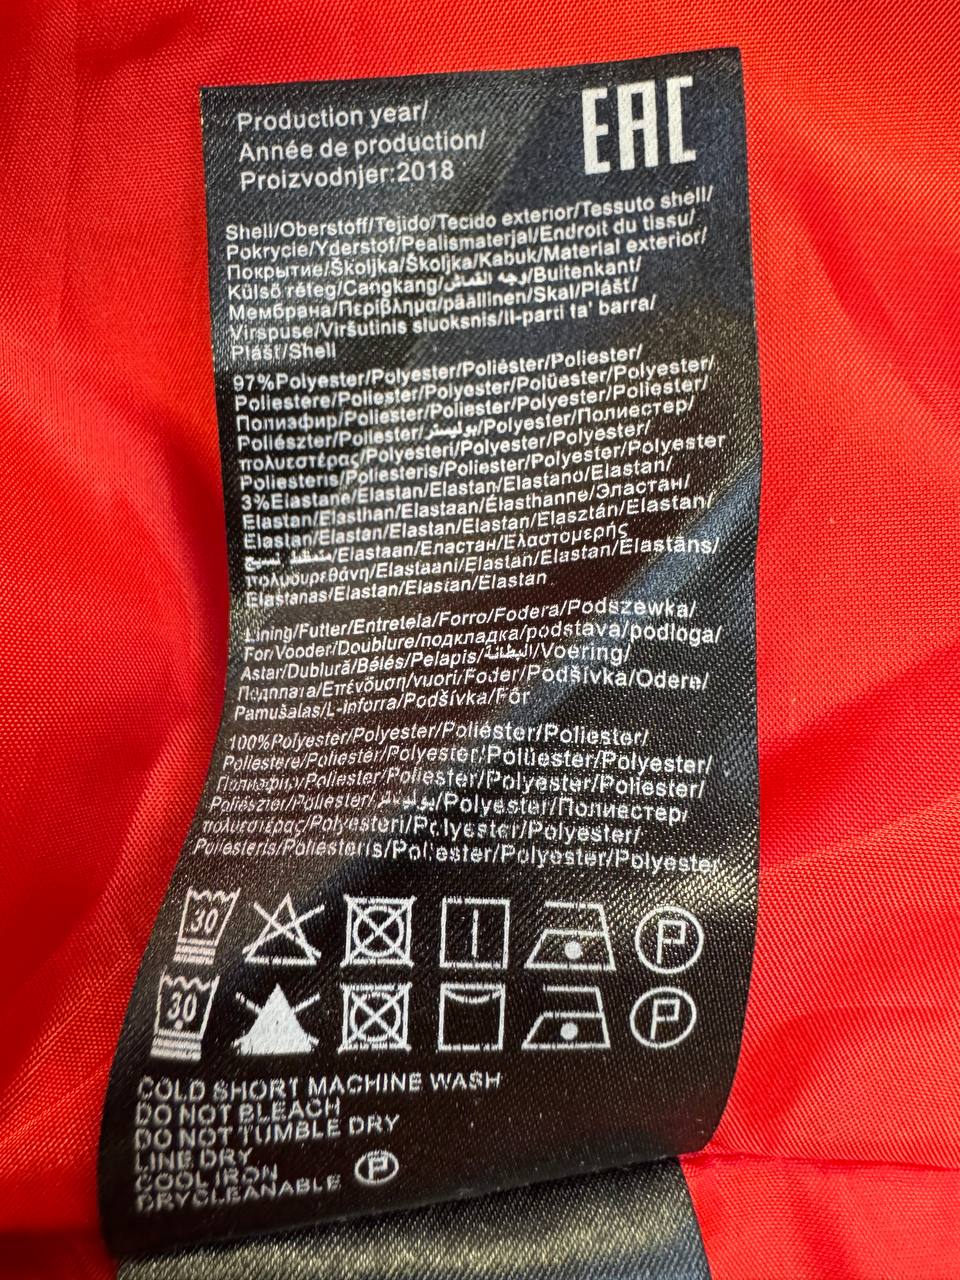 Production year/
Année de production/
Proizvodnjer:2018
EAC
Shell/Oberstoff/Tejido/Tecido exterior/Tessuto shell/
Pokrycie/Yderstof/Pealismaterjal/Endroit du tissu/
Покрытие/Školjka/Školjka/Kabuk/Material exterior/
Külső réteg/Cangkang/وجه القماش/Buitenkant/
Мембрана/Περίβλημα/päällinen/Skal/Plášť/
Virspuse/Viršutinis sluoksnis/Il-parti ta' barra/
Plášť/Shell
97%Polyester/Polyester/Poliéster/Poliester/
Poliestere/Poliester/Polyester/Polüester/Polyester/
Полиэфир/Poliester/Poliester/Polyester/Poliester/
Poliészter/Poliester/بوليستر/Polyester/Полиестер/
πολυεστέρας/Polyesteri/Polyester/Polyester/
Poliesteris/Poliesteris/Poliester/Polyester/Polyester
3%Elastane/Elastan/Elastan/Elastano/Elastan/
Elastan/Elasthan/Elastaan/Élasthanne/Эластан/
Elastan/Elastan/Elastan/Elastan/Elasztán/Elastan/
/Elastaan/Еластан/Ελαστομερής
πολυουρεθάνη/Elastaani/Elastan/Elastan/Elastāns/
Elastanas/Elastan/Elastan/Elastan
Lining/Futter/Entretela/Forro/Fodera/Podszewka/
For/Vooder/Doublure/подкладка/podstava/podloga/
Astar/Dublură/Bélés/Pelapis/البطانة/Voering/
Подплата/Επένδυση/vuori/Foder/Podšívka/Odere/
Pamušalas/L-inforra/Podšívka/Fôr
100%Polyester/Polyester/Poliéster/Poliester/
Poliestere/Poliester/Polyester/Polüester/Polyester/
Полиэфир/Poliester/Poliester/Polyester/Poliester/
Poliészter/Poliester/بوليستر/Polyester/Полиестер/
πολυεστέρας/Polyesteri/Polyester/Polyester/
Poliesteris/Poliesteris/Poliester/Polyester/Polyester
30 P
30 P
COLD SHORT MACHINE WASH
DO NOT BLEACH
DO NOT TUMBLE DRY
LINE DRY
COOL IRON
DRYCLEANABLE P